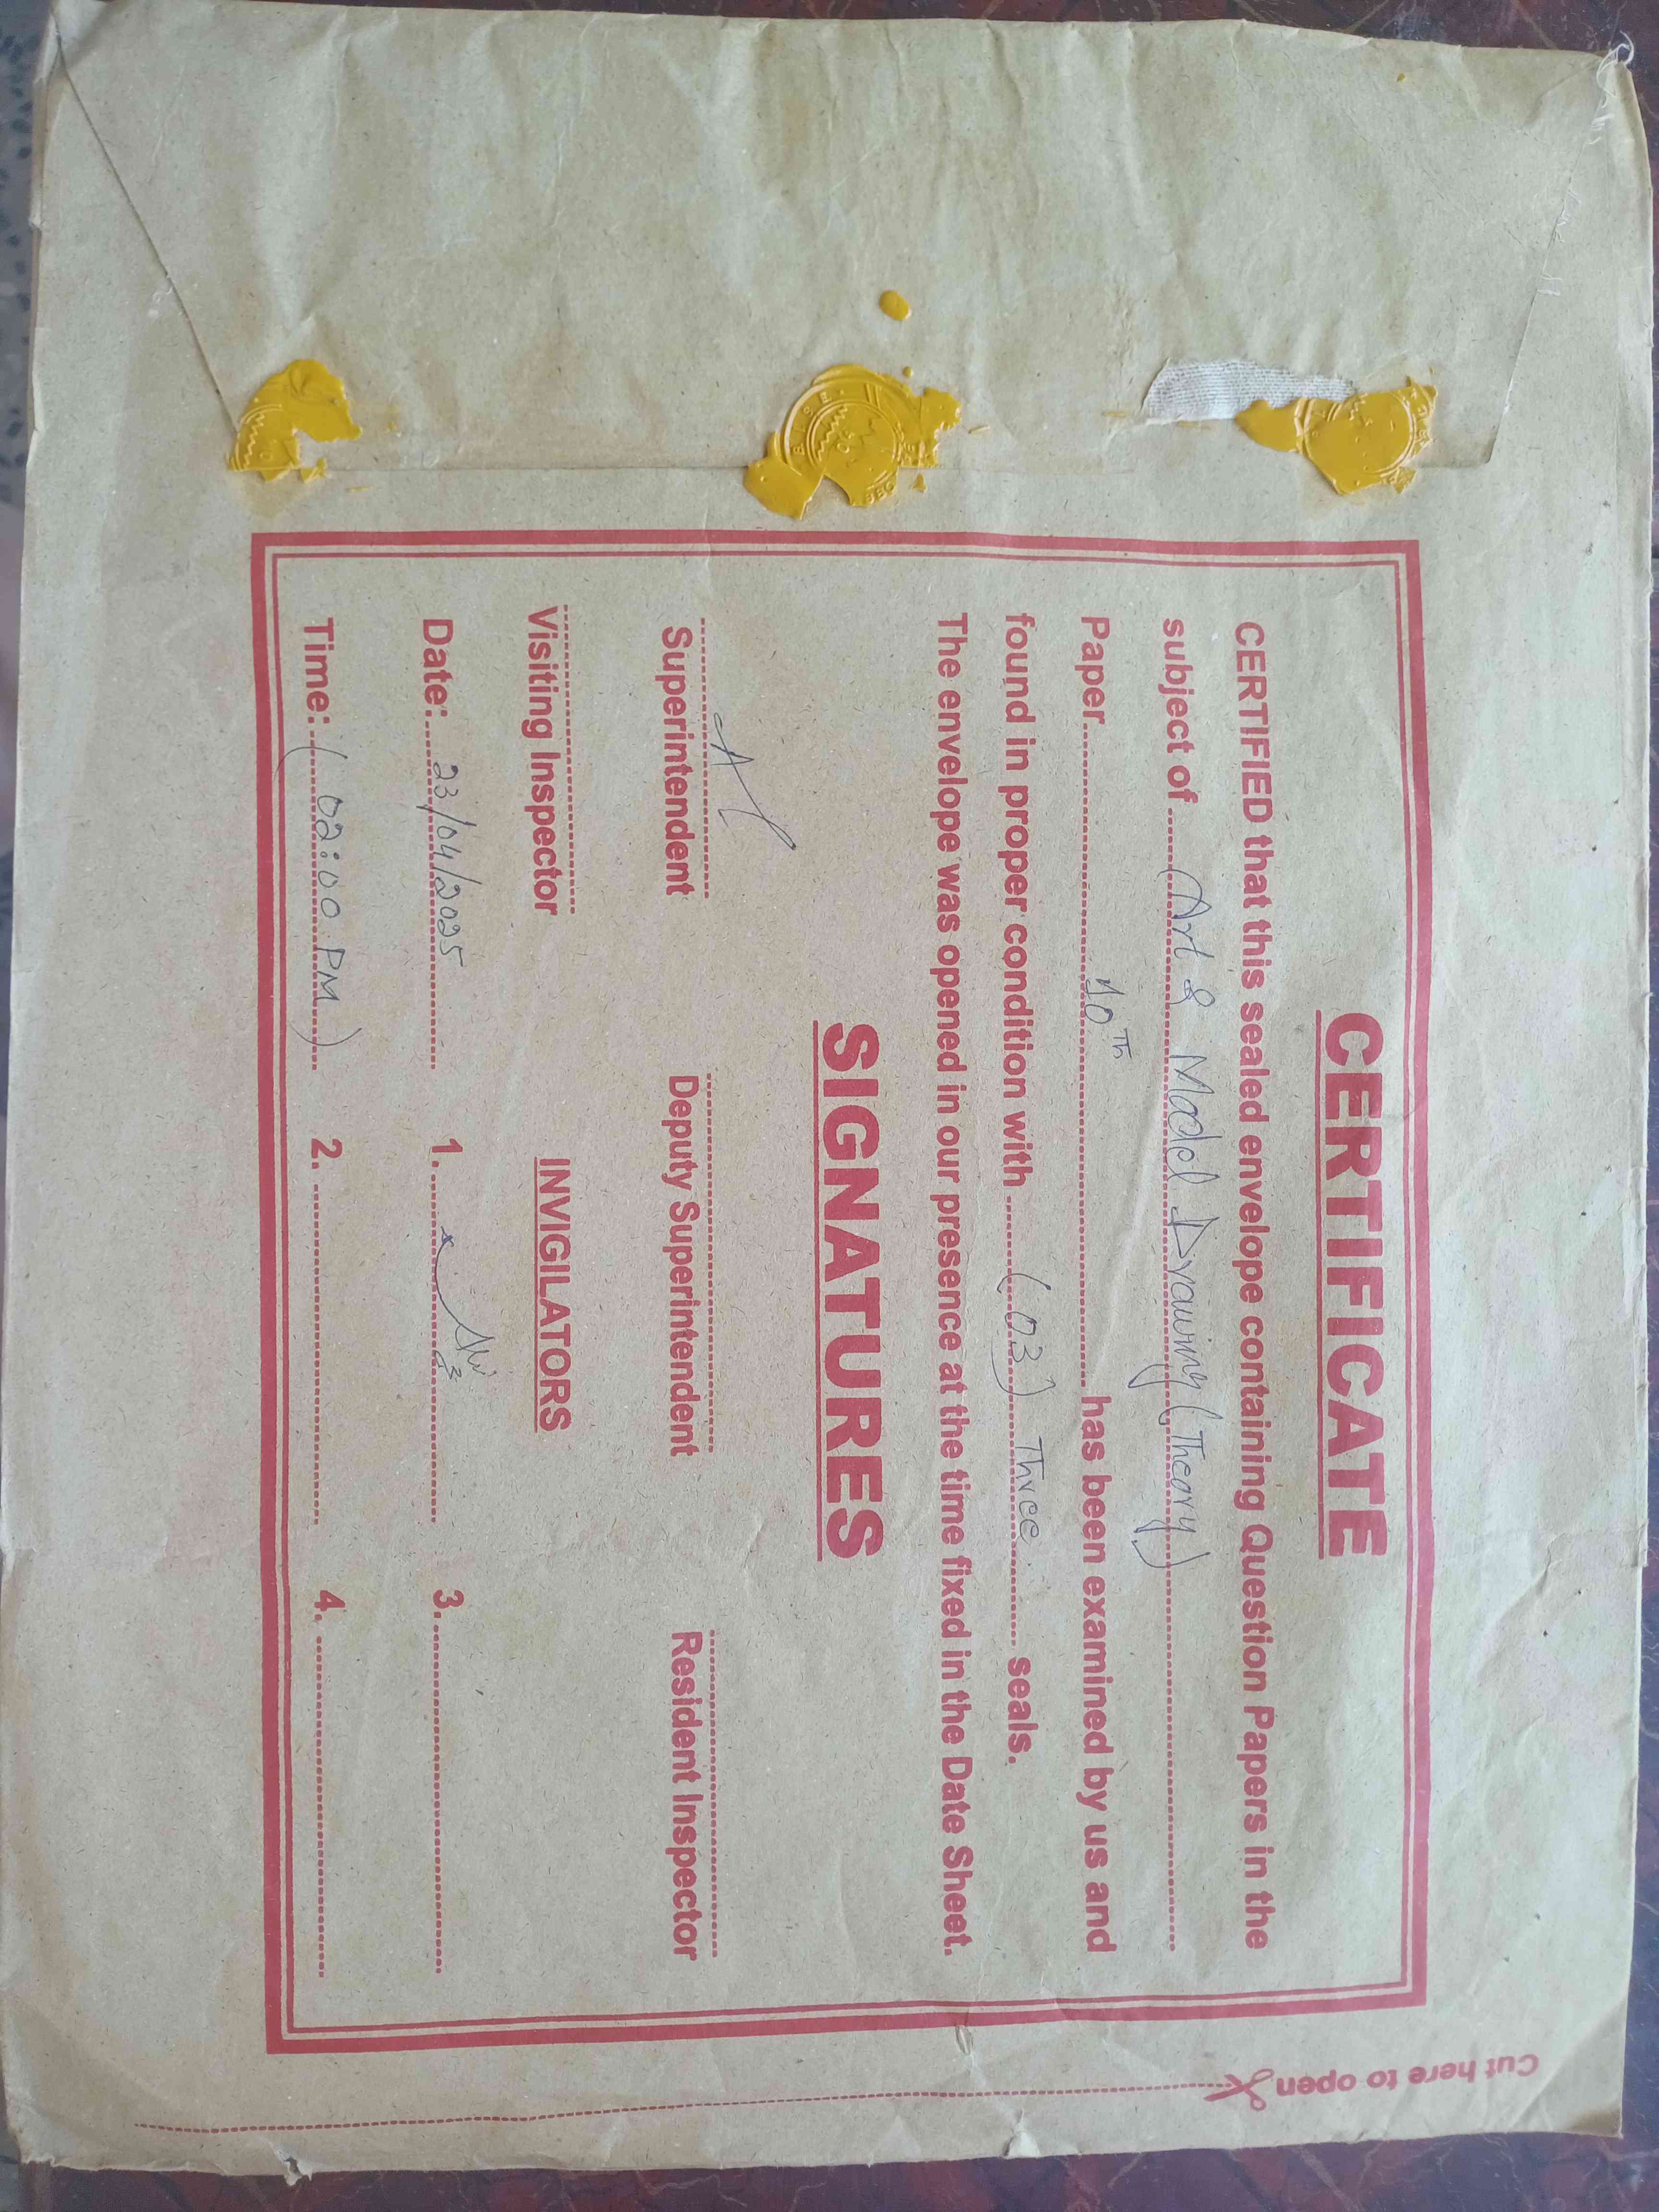 CERTIFICATE
CERTIFIED that this sealed envelope containing Question Papers in the
subject of (Art & Model Drawing (Theory)
Paper 10Th has been examined by us and
found in proper condition with (03) Three seals.
The envelope was opened in our presence at the time fixed in the Date Sheet.
SIGNATURES
Superintendent Deputy Superintendent Resident Inspector
Visiting Inspector INVIGILATORS
Date: 23/04/2025 1. 3.
Time: (02:00 PM) 2. 4.
Cut here to open